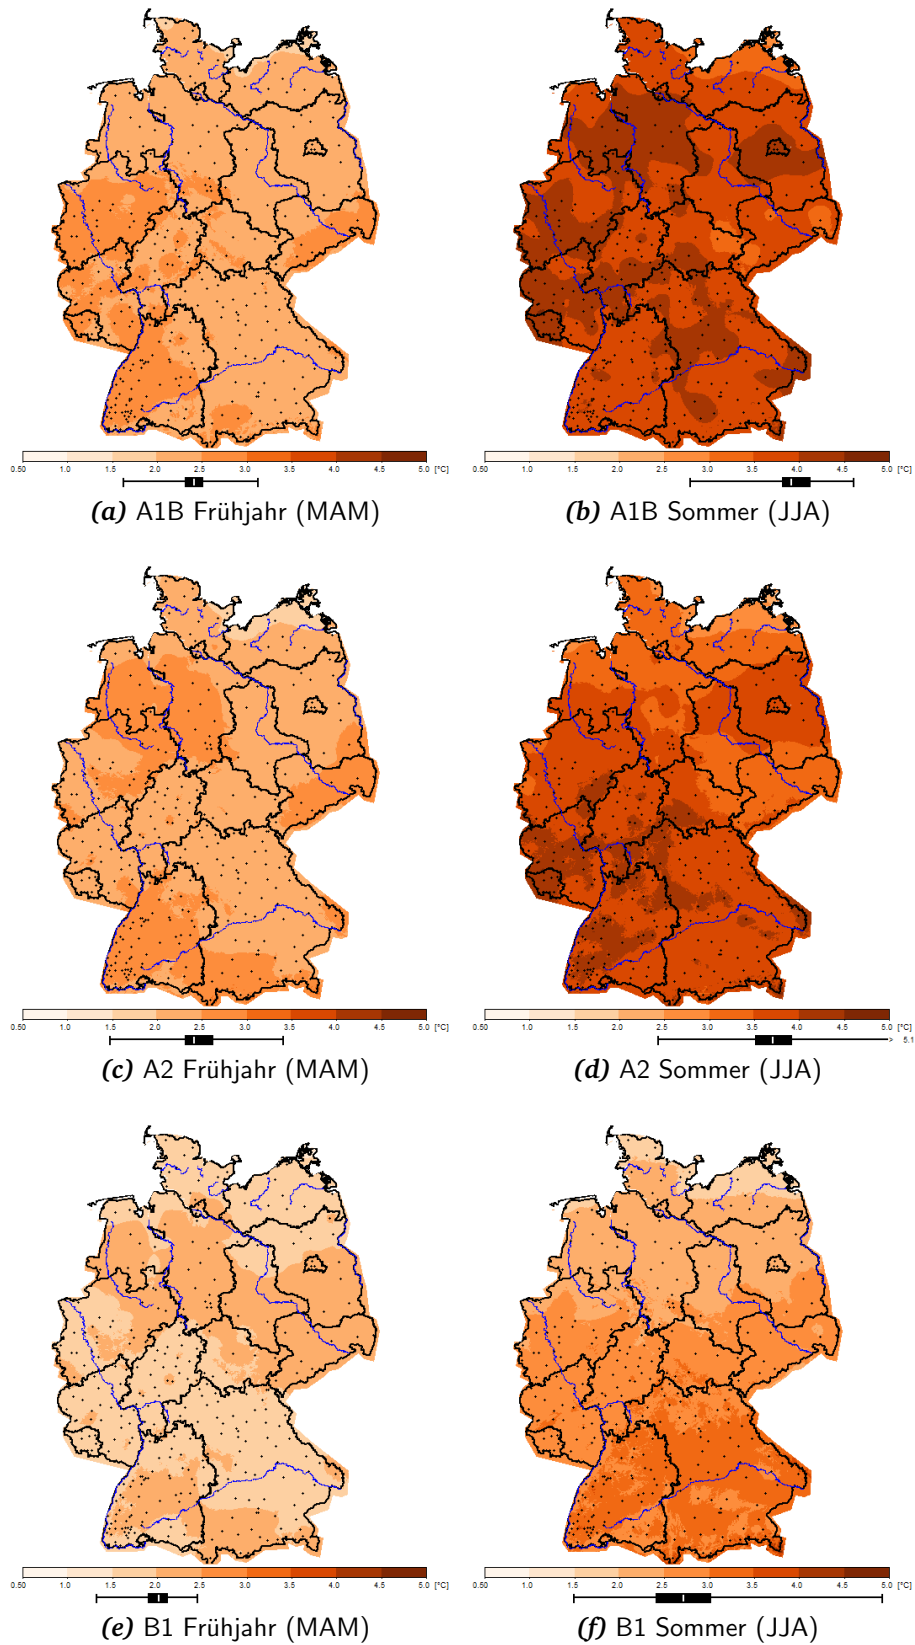 0.50 1.0 1.5 2.0 2.5 3.0 3.5 4.0 4.5 5.0 [°C]
0.50 1.0 1.5 2.0 2.5 3.0 3.5 4.0 4.5 5.0 [°C]
(a) A1B Frühjahr (MAM)
(b) A1B Sommer (JJA)
0.50 1.0 1.5 2.0 2.5 3.0 3.5 4.0 4.5 5.0 [°C]
0.50 1.0 1.5 2.0 2.5 3.0 3.5 4.0 4.5 5.0 [°C]
> 5.1
(c) A2 Frühjahr (MAM)
(d) A2 Sommer (JJA)
0.50 1.0 1.5 2.0 2.5 3.0 3.5 4.0 4.5 5.0 [°C]
0.50 1.0 1.5 2.0 2.5 3.0 3.5 4.0 4.5 5.0 [°C]
(e) B1 Frühjahr (MAM)
(f) B1 Sommer (JJA)